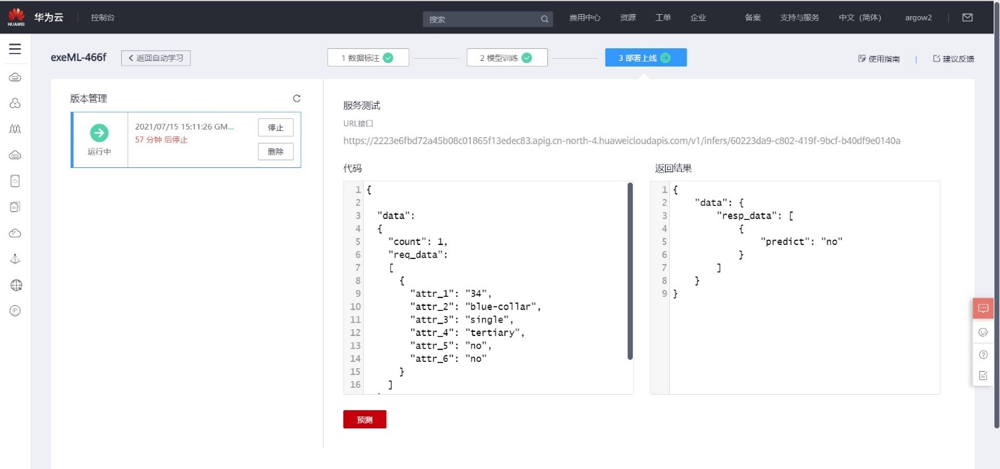 HUAWEI 华为云 控制台 搜索 费用中心 资源 工单 企业 备案 支持与服务 中文（简体） argow2
exeML-466f 返回自动学习 1 数据标注 2 模型训练 3 部署上线 使用指南 建议反馈
版本管理
2021/07/15 15:11:26 GM...
57 分钟 后停止
运行中
停止
删除
服务测试
URL接口
https://2223e6fbd72a45b08c01865f13edec83.apig.cn-north-4.huaweicloudapis.com/v1/infers/60223da9-c802-419f-9bcf-b40df9e0140a
代码
1 {
2
3 "data":
4 {
5 "count": 1,
6 "req_data":
7 [
8 {
9 "attr_1": "34",
10 "attr_2": "blue-collar",
11 "attr_3": "single",
12 "attr_4": "tertiary",
13 "attr_5": "no",
14 "attr_6": "no"
15 }
16 ]
返回结果
1 {
2 "data": {
3 "resp_data": [
4 {
5 "predict": "no"
6 }
7 ]
8 }
9 }
预测